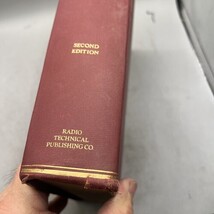 SECOND
EDITION
RADIO
TECHNICAL
PUBLISHING CO